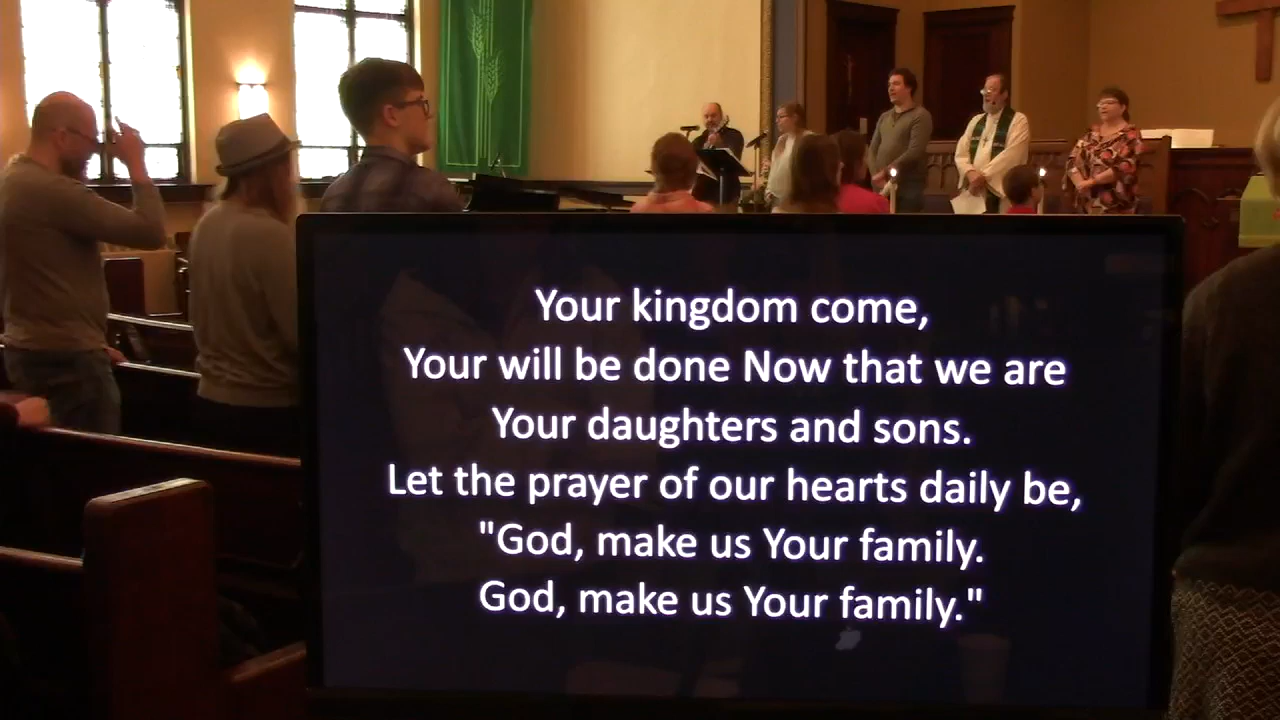 Your kingdom come,
Your will be done Now that we are
Your daughters and sons.
Let the prayer of our hearts daily be,
"God, make us Your family.
God, make us Your family."